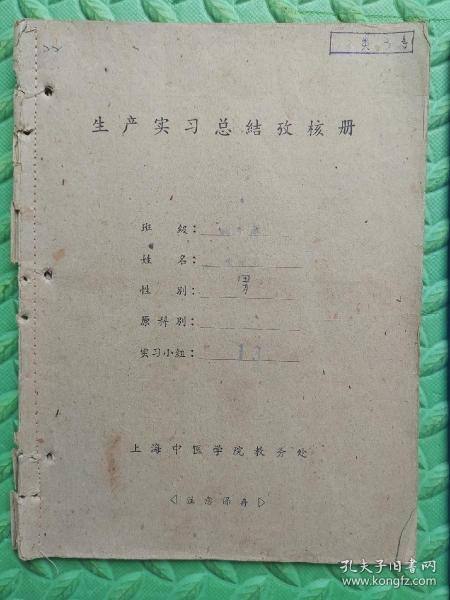 生产实习总结孜核册
班 级：
姓 名：
性 别：男
原科别：
实习小组：13
上海中医学院教务处
〈注意保存〉
孔夫子旧书网
www.kongfz.com